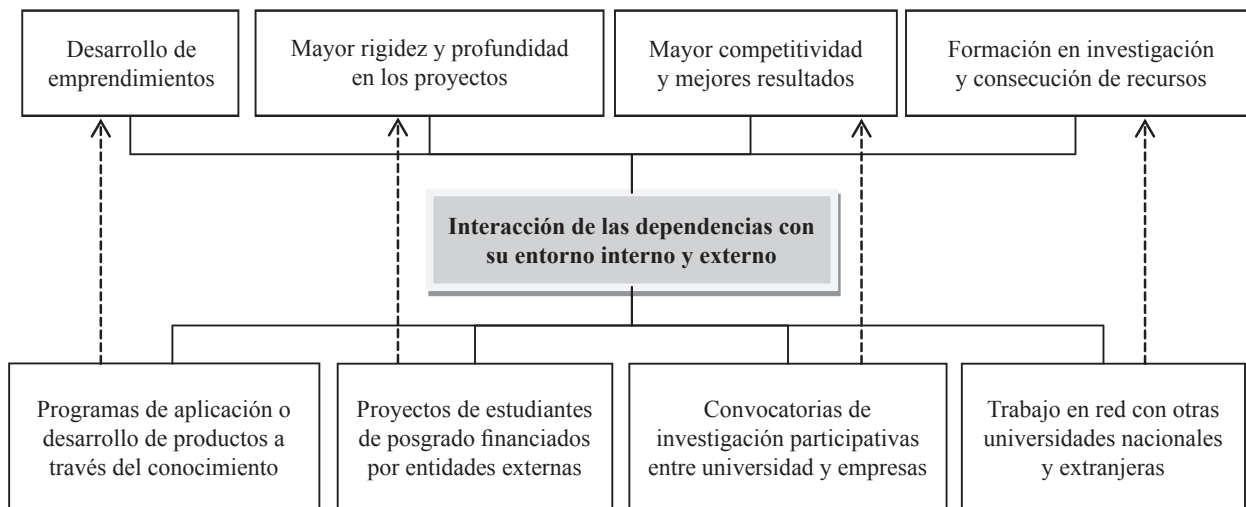 Desarrollo de
emprendimientos
Mayor rigidez y profundidad
en los proyectos
Mayor competitividad
y mejores resultados
Formación en investigación
y consecución de recursos
Interacción de las dependencias con
su entorno interno y externo
Programas de aplicación o
desarrollo de productos a
través del conocimiento
Proyectos de estudiantes
de posgrado financiados
por entidades externas
Convocatorias de
investigación participativas
entre universidad y empresas
Trabajo en red con otras
universidades nacionales
y extranjeras